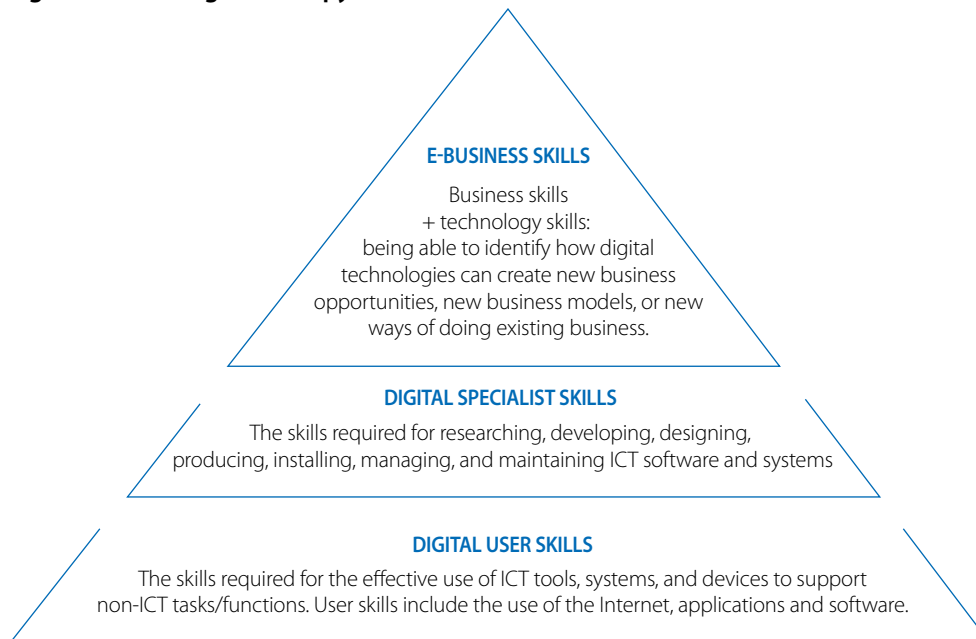 E-BUSINESS SKILLS
Business skills
+ technology skills:
being able to identify how digital
technologies can create new business
opportunities, new business models, or new
ways of doing existing business.
DIGITAL SPECIALIST SKILLS
The skills required for researching, developing, designing,
producing, installing, managing, and maintaining ICT software and systems
DIGITAL USER SKILLS
The skills required for the effective use of ICT tools, systems, and devices to support
non-ICT tasks/functions. User skills include the use of the Internet, applications and software.